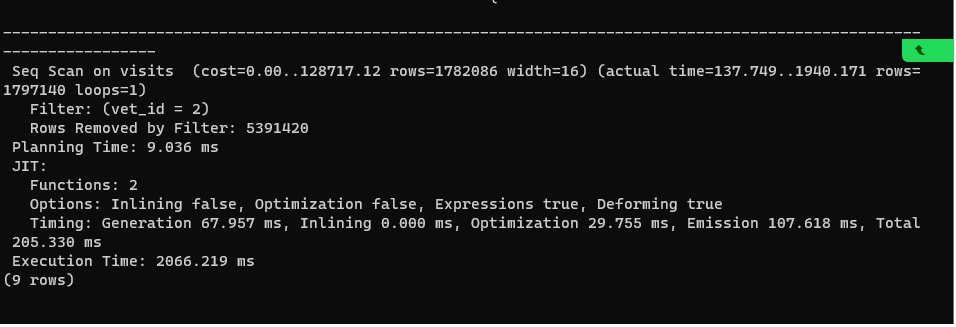 ----------------------------------------------------------------------------------------------------
-----------------
 Seq Scan on visits  (cost=0.00..128717.12 rows=1782086 width=16) (actual time=137.749..1940.171 rows=
1797140 loops=1)
   Filter: (vet_id = 2)
   Rows Removed by Filter: 5391420
 Planning Time: 9.036 ms
 JIT:
   Functions: 2
   Options: Inlining false, Optimization false, Expressions true, Deforming true
   Timing: Generation 67.957 ms, Inlining 0.000 ms, Optimization 29.755 ms, Emission 107.618 ms, Total
 205.330 ms
 Execution Time: 2066.219 ms
(9 rows)